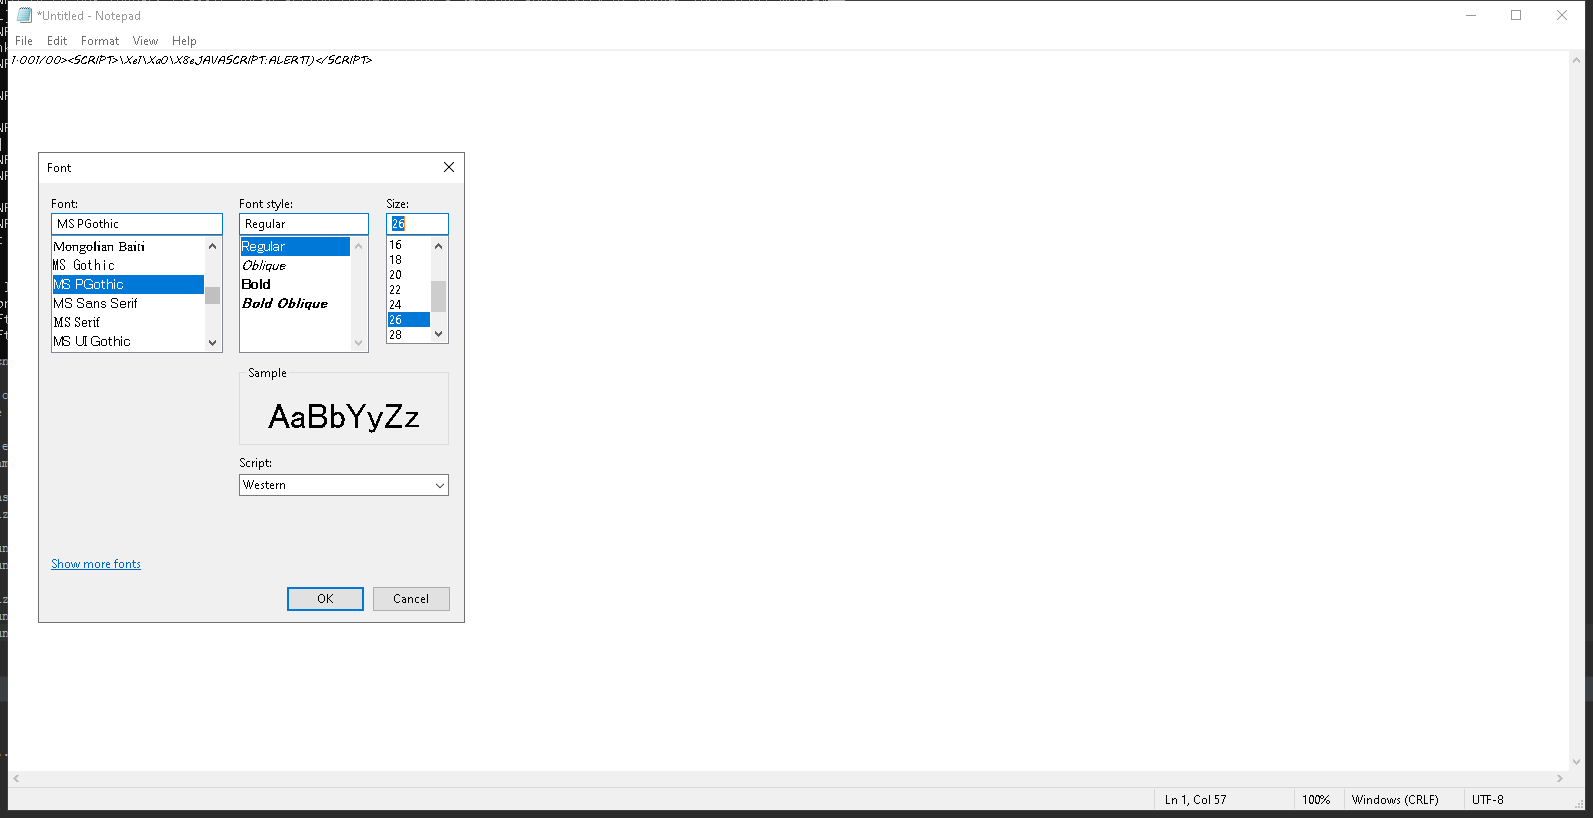 *Untitled - Notepad
File Edit Format View Help
1.001/00><SCRIPT>\Xe1\Xa0\X8eJAVASCRIPT:ALERT1)</SCRIPT>
Font
Font: Font style: Size:
MS PGothic Regular 26
Mongolian Baiti
MS Gothic
MS PGothic
MS Sans Serif
MS Serif
MS UI Gothic
Regular
Oblique
Bold
Bold Oblique
16
18
20
22
24
26
28
Sample
AaBbYyZz
Script:
Western
Show more fonts
OK Cancel
Ln 1, Col 57 100% Windows (CRLF) UTF-8